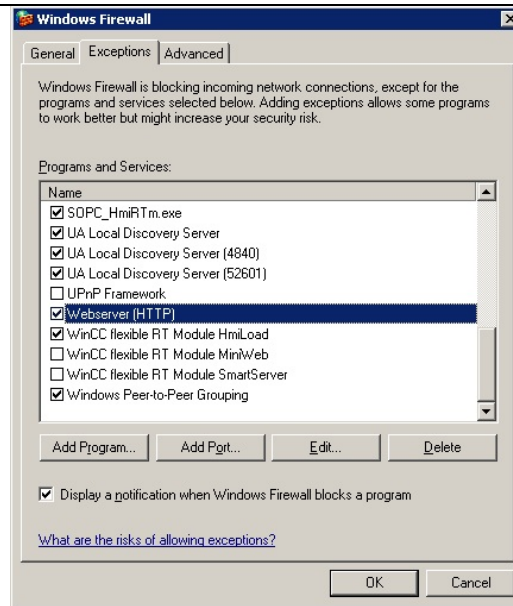 Windows Firewall
General Exceptions Advanced
Windows Firewall is blocking incoming network connections, except for the
programs and services selected below. Adding exceptions allows some programs
to work better but might increase your security risk.
Programs and Services:
Name
SOPC_HmiRTm.exe
UA Local Discovery Server
UA Local Discovery Server (4840)
UA Local Discovery Server (52601)
UPnP Framework
Webserver (HTTP)
WinCC flexible RT Module HmiLoad
WinCC flexible RT Module MiniWeb
WinCC flexible RT Module SmartServer
Windows Peer-to-Peer Grouping
Add Program... Add Port... Edit... Delete
Display a notification when Windows Firewall blocks a program
What are the risks of allowing exceptions?
OK Cancel